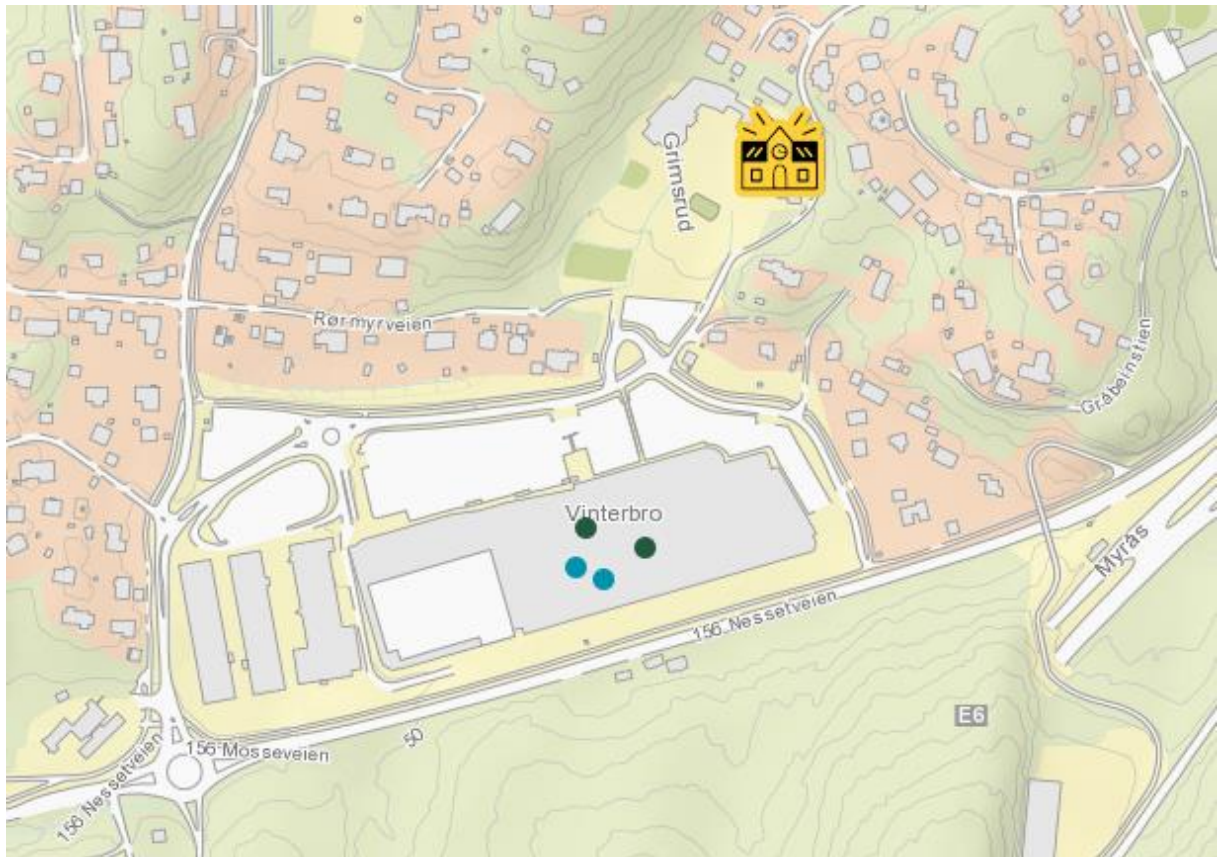 Grimsrud
Rørmyrveien
Gråbeinstien
Vinterbro
Myrås
156 Nessetveien
E6
50
156 Mosseveien
156 Nessetveien